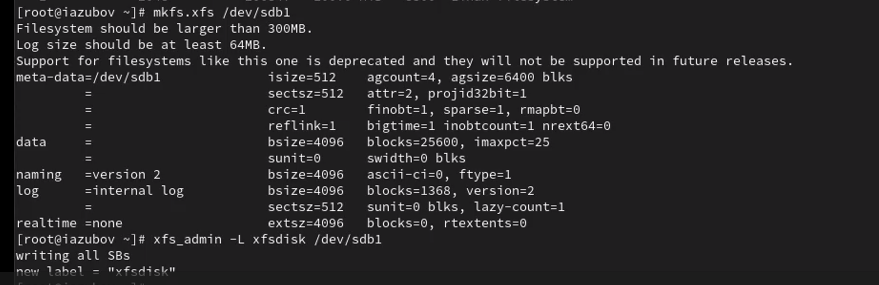 [root@iazubov ~]# mkfs.xfs /dev/sdb1
Filesystem should be larger than 300MB.
Log size should be at least 64MB.
Support for filesystems like this one is deprecated and they will not be supported in future releases.
meta-data=/dev/sdb1              isize=512    agcount=4, agsize=6400 blks
         =                       sectsz=512   attr=2, projid32bit=1
         =                       crc=1        finobt=1, sparse=1, rmapbt=0
         =                       reflink=1    bigtime=1 inobtcount=1 nrext64=0
data     =                       bsize=4096   blocks=25600, imaxpct=25
         =                       sunit=0      swidth=0 blks
naming   =version 2              bsize=4096   ascii-ci=0, ftype=1
log      =internal log           bsize=4096   blocks=1368, version=2
         =                       sectsz=512   sunit=0 blks, lazy-count=1
realtime =none                   extsz=4096   blocks=0, rtextents=0
[root@iazubov ~]# xfs_admin -L xfsdisk /dev/sdb1
writing all SBs
new label = "xfsdisk"